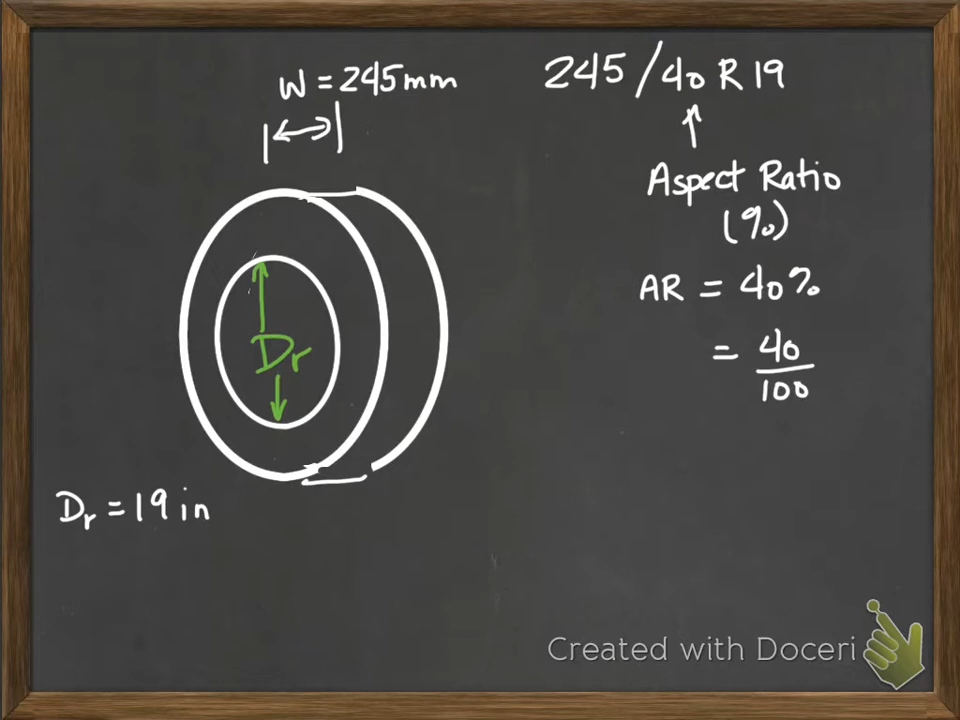 W = 245mm
245/40 R 19
Aspect Ratio
(%)
AR = 40%
= 40
100
Dr
Dr = 19 in
Created with Doceri